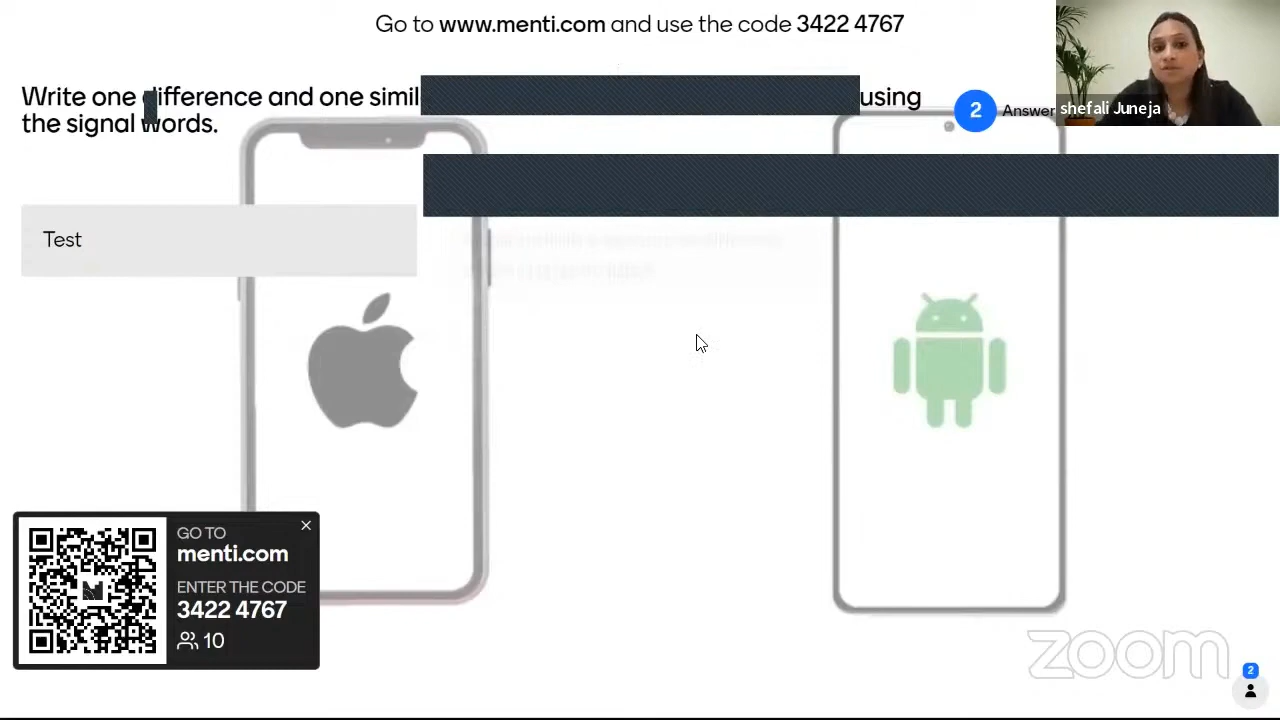 Go to www.menti.com and use the code 3422 4767
Write one difference and one simil using
the signal words.
2 Answer
shefali Juneja
Test
GO TO
menti.com
ENTER THE CODE
3422 4767
10
zoom
2